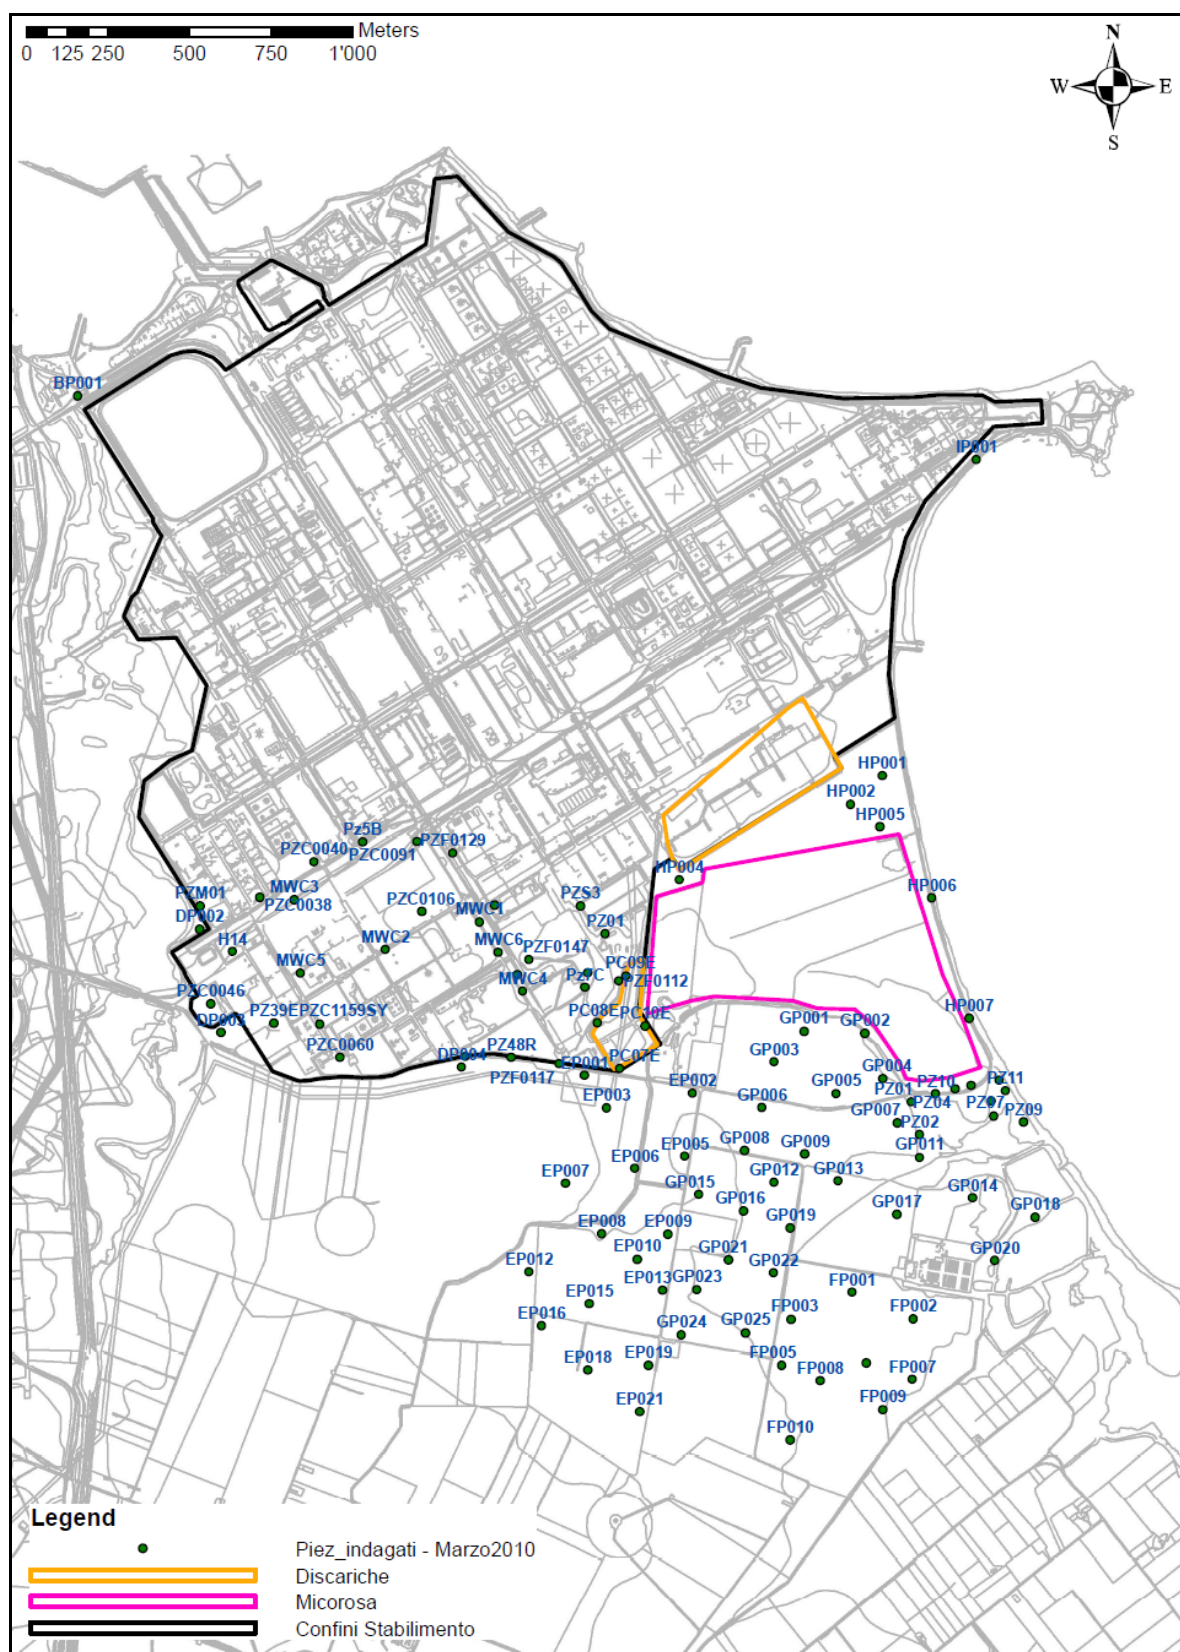 Meters
0 125 250 500 750 1'000
N
W E
S
BP001
IP001
HP001
HP002
HP005
Pz5B
PZF0129
PZC0040
PZC0091
HP004
MWC3
PZM01
PZC0038
PZC0106
PZS3
HP006
DP002
MWC1
PZ01
H14
MWC2
MWC6
PZF0147
PC09E
MWC5
MWC4
PZF0112
PZC0046
HP007
PZ39E
PZC1159SY
PC08E
PC10E
DP003
GP001
GP002
PZ48R
PZC0060
DP004
EP001
PC07E
GP003
GP004
PZF0117
EP002
GP005
PZ01
PZ10
PZ11
EP003
GP006
GP007
PZ04
PZ07
PZ09
PZ02
EP005
GP008
GP009
GP011
EP006
EP007
GP015
GP012
GP013
GP014
GP016
GP017
GP018
EP008
EP009
GP019
EP010
GP021
GP020
EP012
GP022
EP013
GP023
FP001
EP015
EP016
GP024
GP025
FP003
FP002
EP018
EP019
FP005
FP008
FP007
EP021
FP009
FP010
Legend
Piez_indagati - Marzo2010
Discariche
Micorosa
Confini Stabilimento